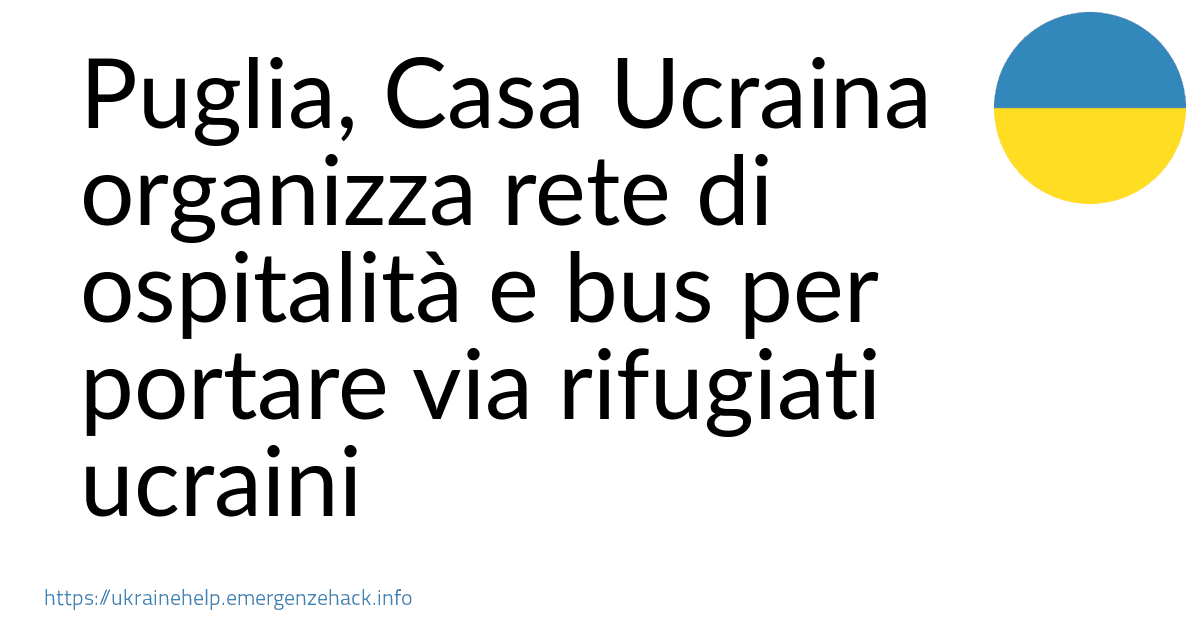 Puglia, Casa Ucraina
organizza rete di
ospitalità e bus per
portare via rifugiati
ucraini
https://ukrainehelp.emergenzehack.info